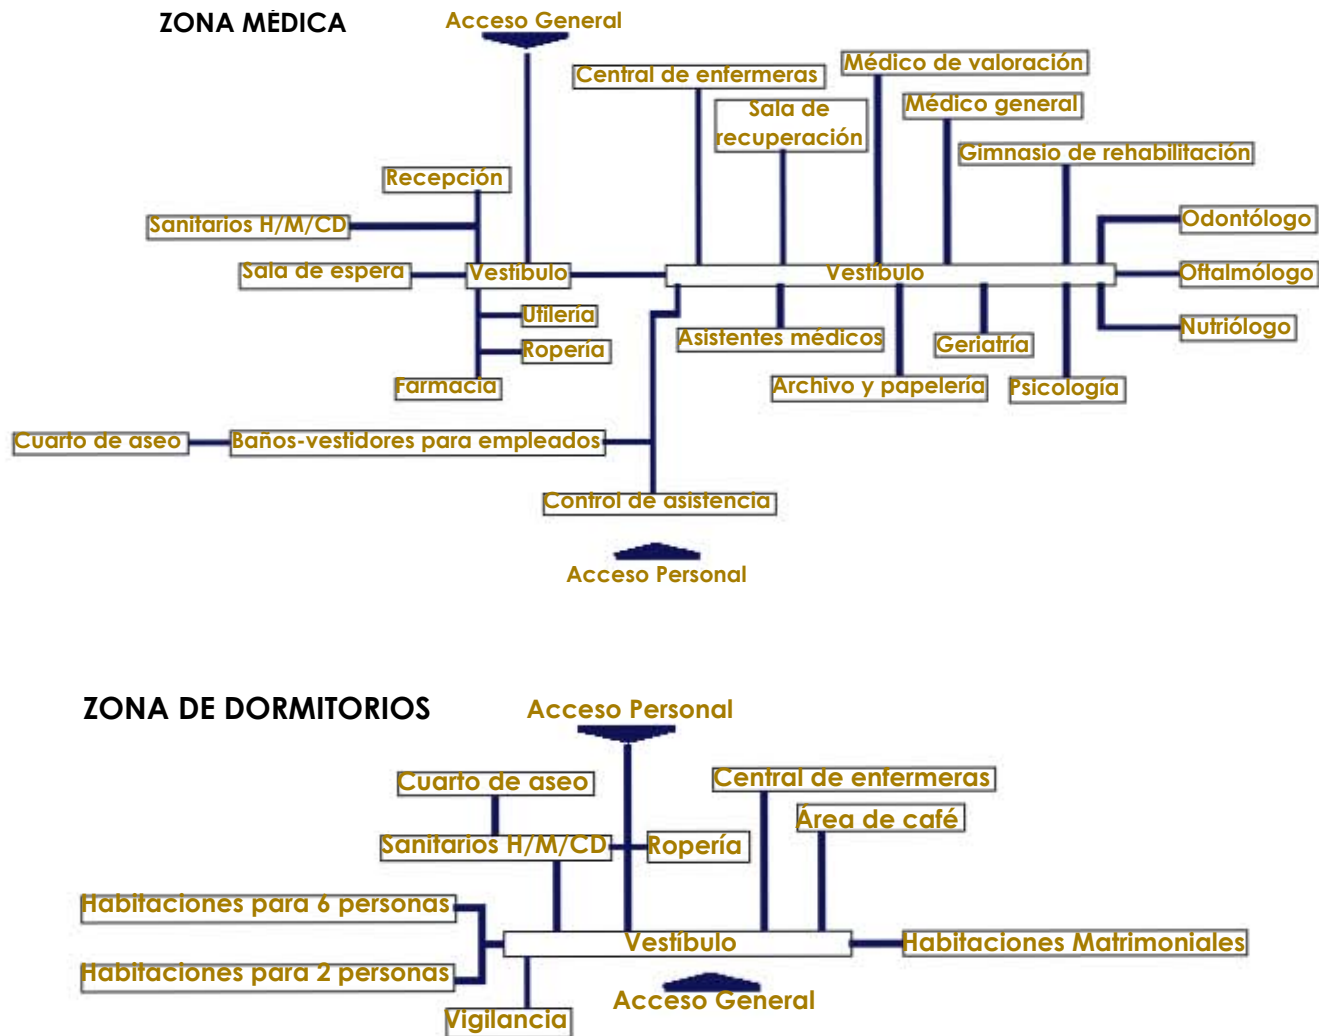 ZONA MÉDICA
Acceso General
Central de enfermeras
Médico de valoración
Sala de
recuperación
Médico general
Gimnasio de rehabilitación
Recepción
Sanitarios H/M/CD
Odontólogo
Sala de espera
Vestíbulo
Vestíbulo
Oftalmólogo
Utilería
Asistentes médicos
Geriatría
Nutriólogo
Ropería
Farmacia
Archivo y papelería
Psicología
Cuarto de aseo
Baños-vestidores para empleados
Control de asistencia
Acceso Personal
ZONA DE DORMITORIOS
Acceso Personal
Cuarto de aseo
Central de enfermeras
Área de café
Sanitarios H/M/CD
Ropería
Habitaciones para 6 personas
Vestíbulo
Habitaciones Matrimoniales
Habitaciones para 2 personas
Acceso General
Vigilancia